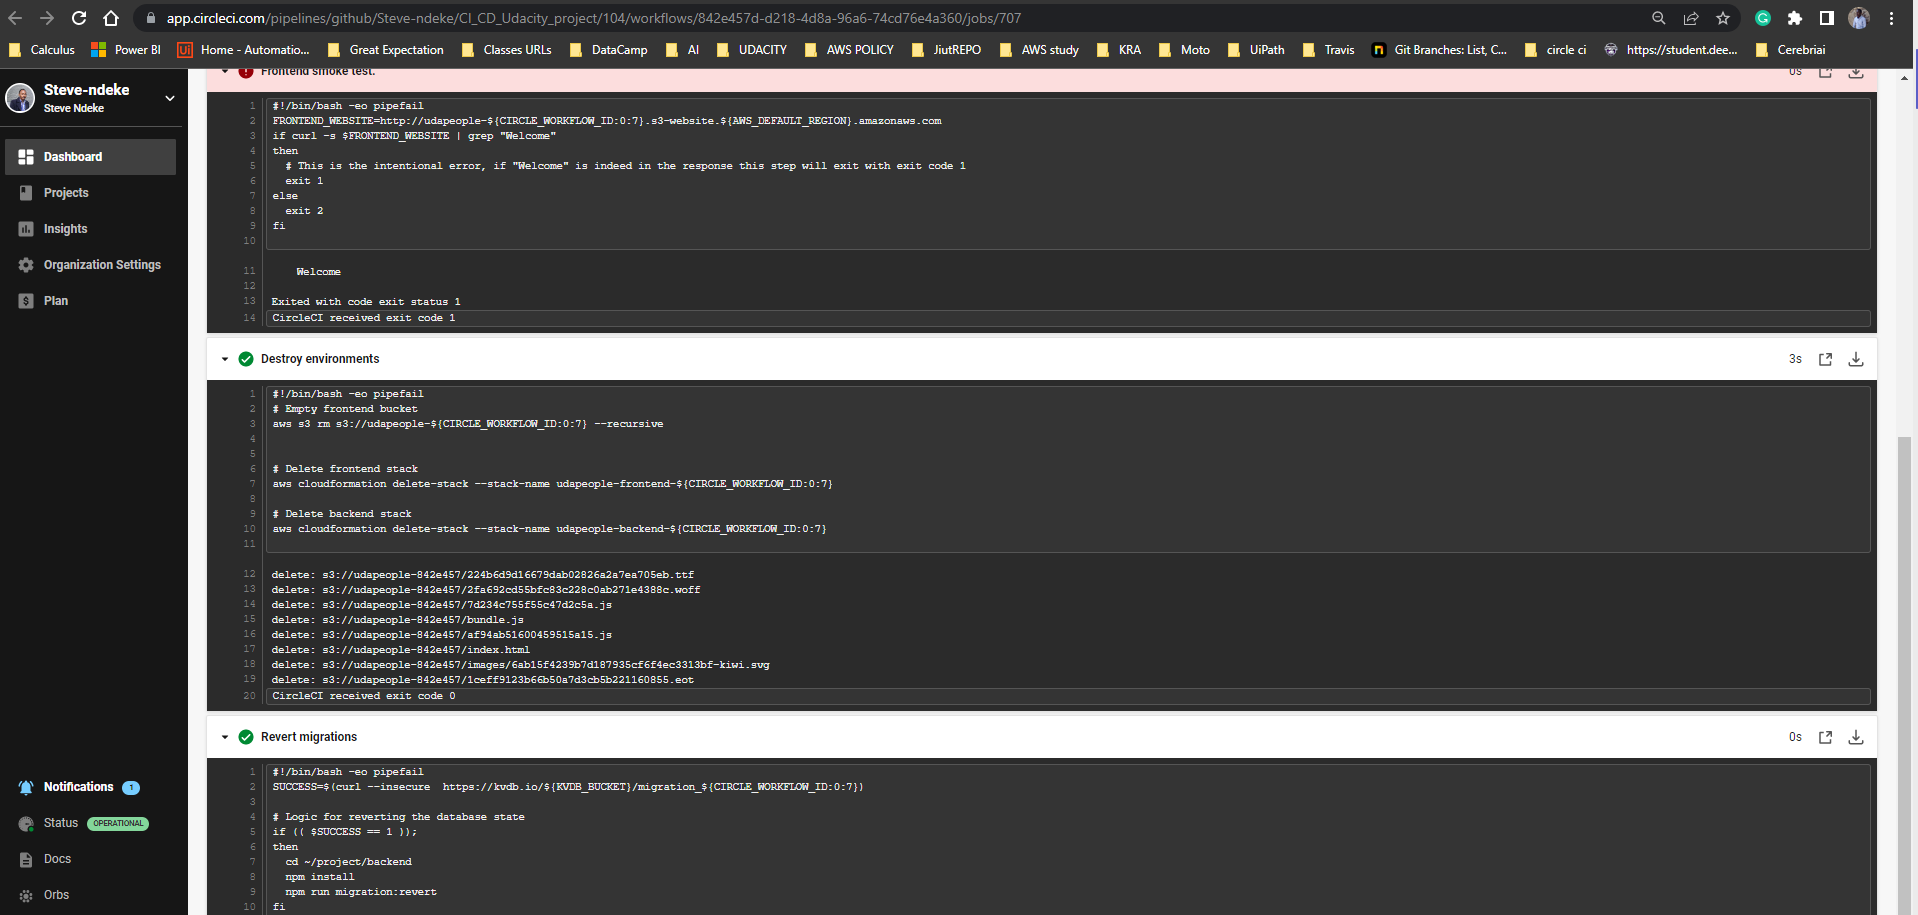 app.circleci.com/pipelines/github/Steve-ndeke/CI_CD_Udacity_project/104/workflows/842e457d-d218-4d8a-96a6-74cd76e4a360/jobs/707
Calculus Power BI Ui Home - Automatio... Great Expectation Classes URLs DataCamp AI UDACITY AWS POLICY JiutREPO AWS study KRA Moto UiPath Travis n Git Branches: List, C... circle ci https://student.dee... Cerebriai
Steve-ndeke
Steve Ndeke
Dashboard
Projects
Insights
Organization Settings
Plan
Notifications 1
Status OPERATIONAL
Docs
Orbs
Frontend smoke test. 0s
1 #!/bin/bash -eo pipefail
2 FRONTEND_WEBSITE=http://udapeople-${CIRCLE_WORKFLOW_ID:0:7}.s3-website.${AWS_DEFAULT_REGION}.amazonaws.com
3 if curl -s $FRONTEND_WEBSITE | grep "Welcome"
4 then
5 # This is the intentional error, if "Welcome" is indeed in the response this step will exit with exit code 1
6 exit 1
7 else
8 exit 2
9 fi
10
11 Welcome
12
13 Exited with code exit status 1
14 CircleCI received exit code 1
Destroy environments 3s
1 #!/bin/bash -eo pipefail
2 # Empty frontend bucket
3 aws s3 rm s3://udapeople-${CIRCLE_WORKFLOW_ID:0:7} --recursive
4
5
6 # Delete frontend stack
7 aws cloudformation delete-stack --stack-name udapeople-frontend-${CIRCLE_WORKFLOW_ID:0:7}
8
9 # Delete backend stack
10 aws cloudformation delete-stack --stack-name udapeople-backend-${CIRCLE_WORKFLOW_ID:0:7}
11
12 delete: s3://udapeople-842e457/224b6d9d16679dab02826a2a7ea705eb.ttf
13 delete: s3://udapeople-842e457/2fa692cd55bfc83c228c0ab271e4388c.woff
14 delete: s3://udapeople-842e457/7d234c755f55c47d2c5a.js
15 delete: s3://udapeople-842e457/bundle.js
16 delete: s3://udapeople-842e457/af94ab51600459515a15.js
17 delete: s3://udapeople-842e457/index.html
18 delete: s3://udapeople-842e457/images/6ab15f4239b7d187935cf6f4ec3313bf-kiwi.svg
19 delete: s3://udapeople-842e457/1ceff9123b66b50a7d3cb5b221160855.eot
20 CircleCI received exit code 0
Revert migrations 0s
1 #!/bin/bash -eo pipefail
2 SUCCESS=$(curl --insecure  https://kvdb.io/${KVDB_BUCKET}/migration_${CIRCLE_WORKFLOW_ID:0:7})
3
4 # Logic for reverting the database state
5 if (( $SUCCESS == 1 ));
6 then
7 cd ~/project/backend
8 npm install
9 npm run migration:revert
10 fi